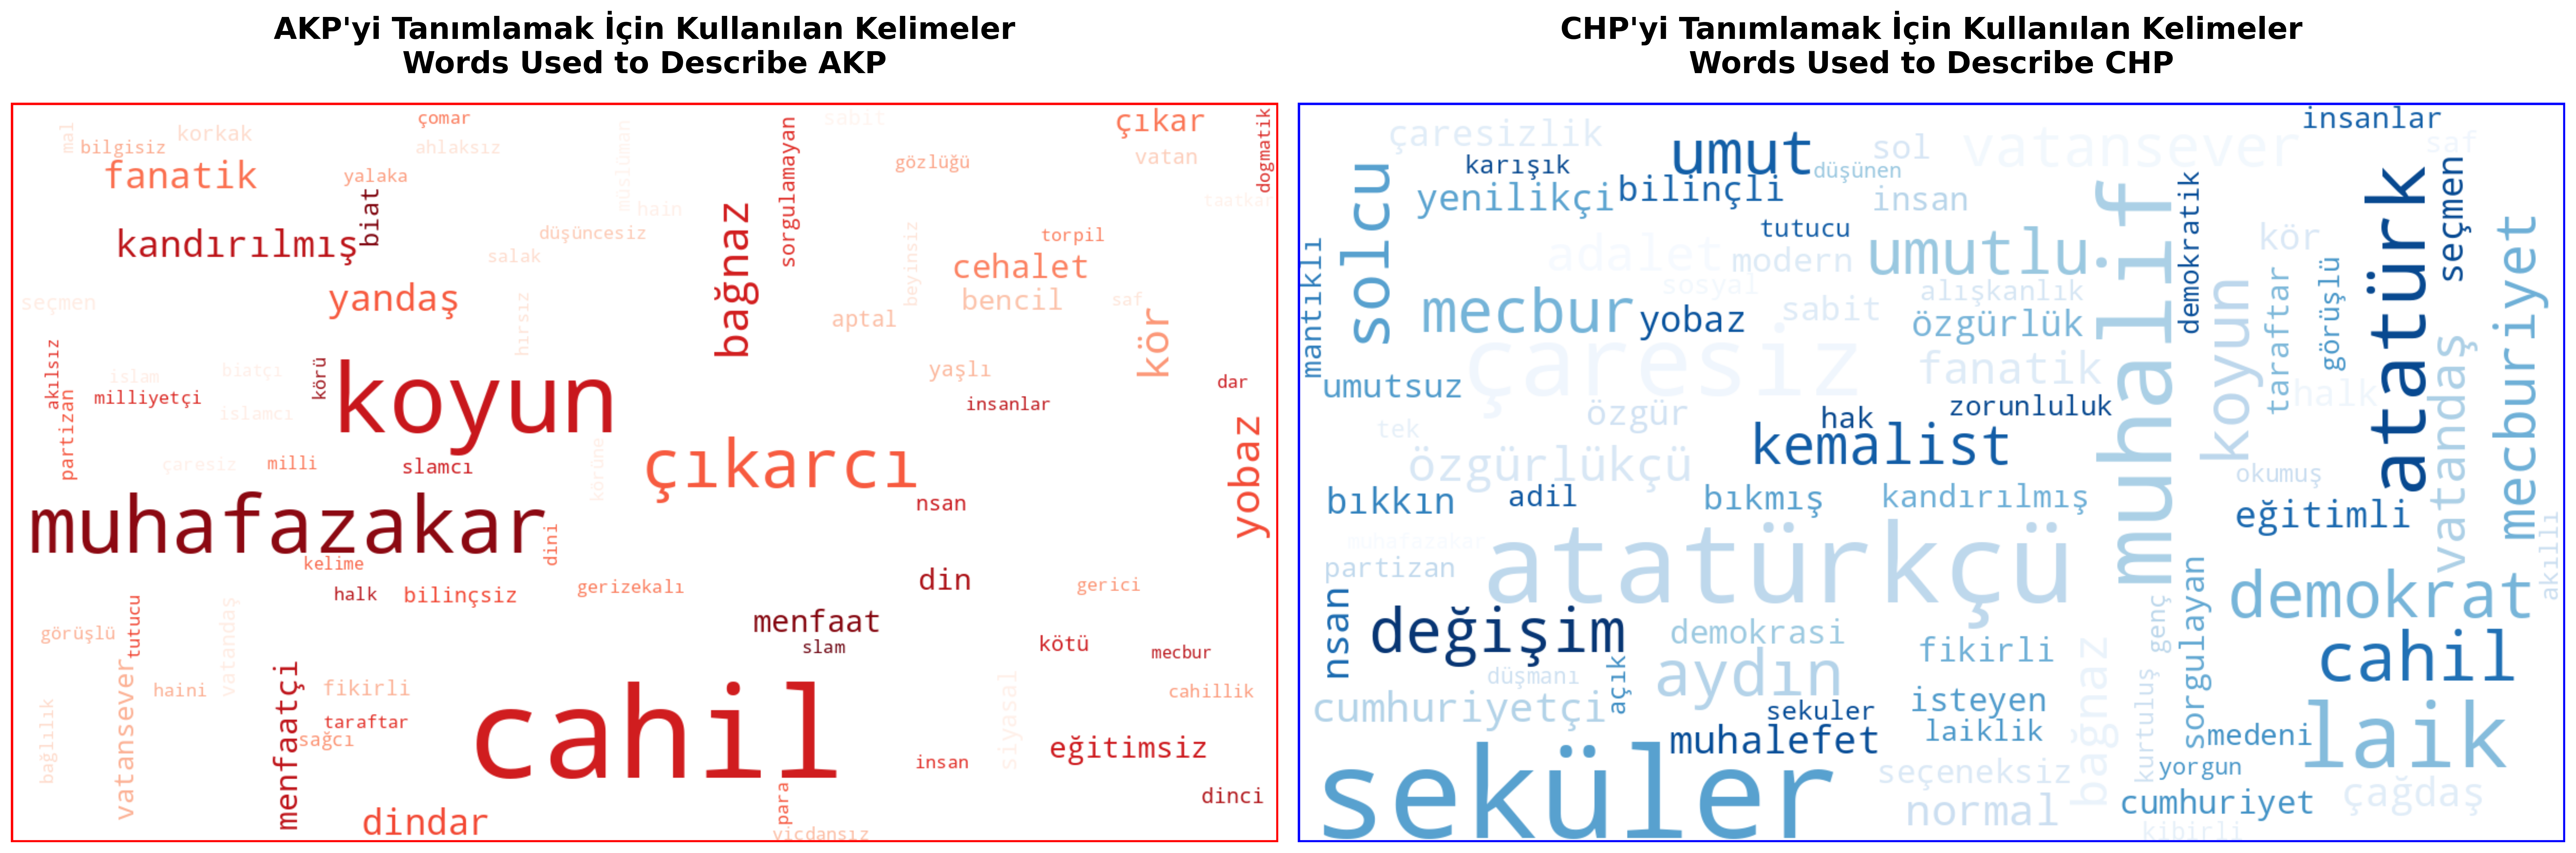 AKP'yi Tanımlamak İçin Kullanılan Kelimeler
Words Used to Describe AKP
çomar
sabit
çıkar
mal
korkak
bilgisiz
ahlaksız
müslüman
sorgulamayan
gözlüğü
vatan
dogmatik
fanatik
yalaka
biat
hain
taatkar
kandırılmış
düşüncesiz
salak
bağnaz
beyinsiz
torpil
cehalet
bencil
saf
seçmen
yandaş
hırsız
aptal
kör
akılsız
islam
biatçı
körü
yaşlı
dar
partizan
milliyetçi
islamcı
koyun
insanlar
yobaz
çaresiz
milli
slamcı
körüne
çıkarcı
nsan
muhafazakar
dini
kelime
din
halk
bilinçsiz
gerizekalı
gerici
görüşlü
tutucu
vatandaş
menfaat
slam
kötü
mecbur
vatansever
haini
menfaatçi
fikirli
cahil
siyasal
cahillik
bağlılık
taraftar
sağcı
eğitimsiz
insan
para
dinci
dindar
vicdansız
CHP'yi Tanımlamak İçin Kullanılan Kelimeler
Words Used to Describe CHP
çaresizlik
umut
sol
vatansever
insanlar
saf
karışık
düşünen
solcu
yenilikçi
bilinçli
insan
demokratik
atatürk
seçmen
mantıklı
tutucu
adalet
modern
umutlu
muhalif
kör
mecburiyet
sosyal
sabit
alışkanlık
mecbur
yobaz
özgürlük
koyun
taraftar
görüşlü
çaresiz
fanatik
vatandaş
umutsuz
halk
özgür
hak
zorunluluk
tek
kemalist
özgürlükçü
okumuş
bıkkın
adil
bıkmış
kandırılmış
eğitimli
akıllı
muhafazakar
atatürkçü
partizan
nsan
değişim
demokrasi
fikirli
genç
sorgulayan
demokrat
düşmanı
açık
aydın
bağnaz
cahil
cumhuriyetçi
sekuler
isteyen
kurtuluş
muhalefet
laiklik
medeni
laik
seküler
seçeneksiz
yorgun
normal
cumhuriyet
çağdaş
kibirli